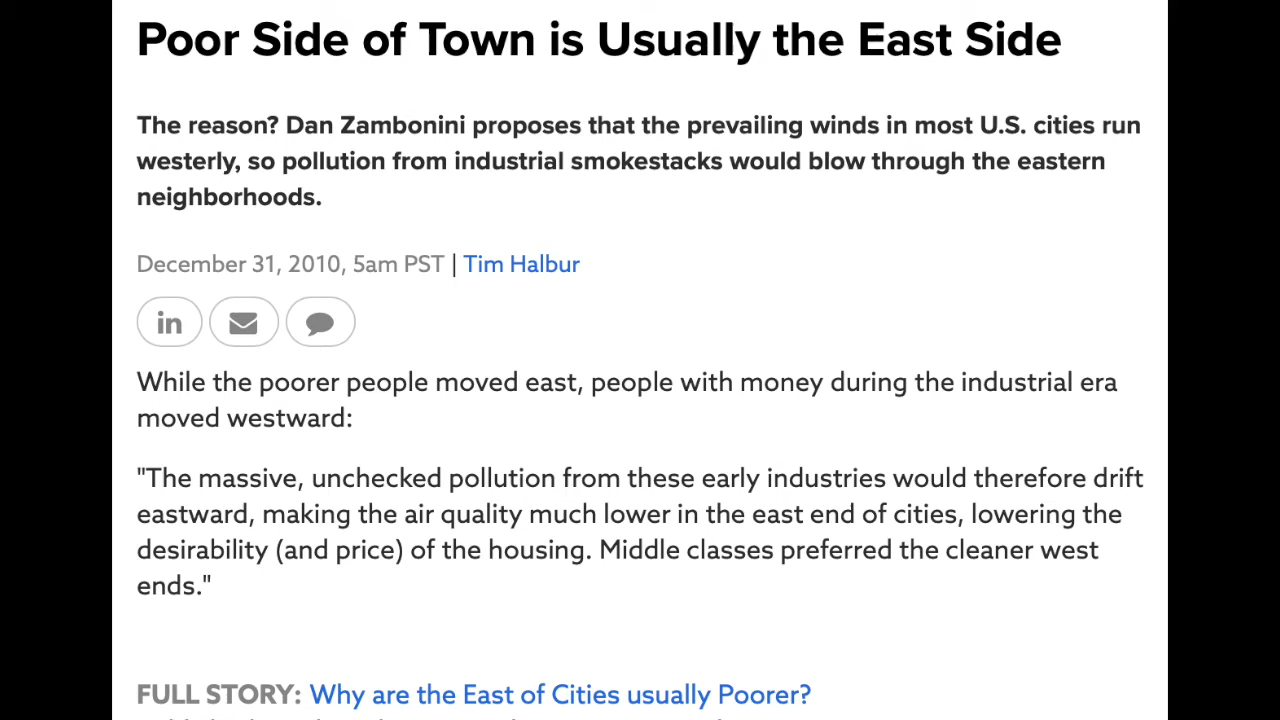 Poor Side of Town is Usually the East Side
The reason? Dan Zambonini proposes that the prevailing winds in most U.S. cities run
westerly, so pollution from industrial smokestacks would blow through the eastern
neighborhoods.
December 31, 2010, 5am PST | Tim Halbur
in
While the poorer people moved east, people with money during the industrial era
moved westward:
"The massive, unchecked pollution from these early industries would therefore drift
eastward, making the air quality much lower in the east end of cities, lowering the
desirability (and price) of the housing. Middle classes preferred the cleaner west
ends."
FULL STORY: Why are the East of Cities usually Poorer?